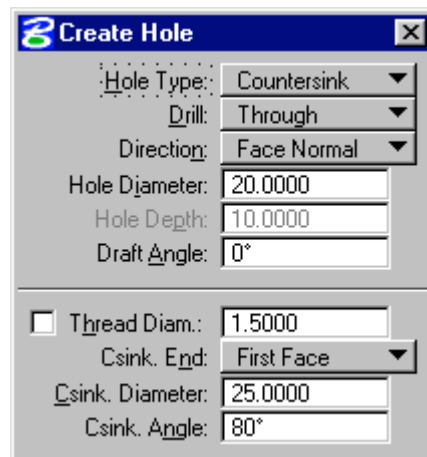 Create Hole
Hole Type: Countersink
Drill: Through
Direction: Face Normal
Hole Diameter: 20.0000
Hole Depth: 10.0000
Draft Angle: 0°
Thread Diam.: 1.5000
Csink. End: First Face
Csink. Diameter: 25.0000
Csink. Angle: 80°